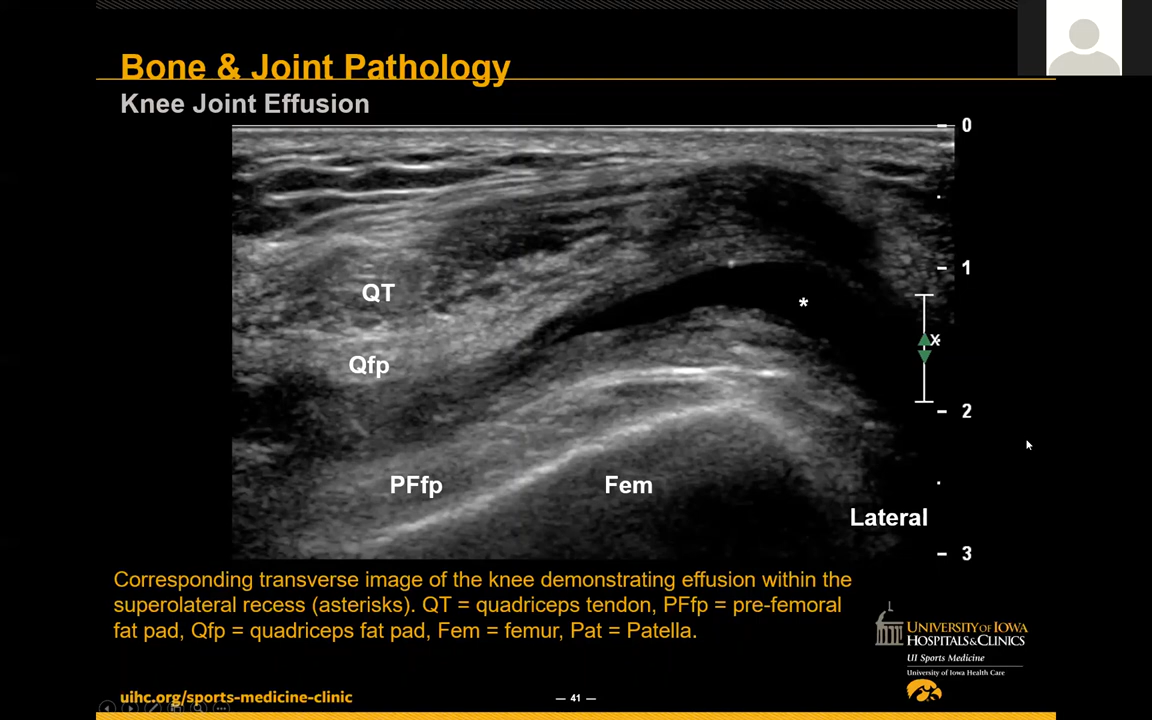 Bone & Joint Pathology
Knee Joint Effusion
0
1
QT
*
x
Qfp
2
PFfp
Fem
Lateral
3
Corresponding transverse image of the knee demonstrating effusion within the
superolateral recess (asterisks). QT = quadriceps tendon, PFfp = pre-femoral
fat pad, Qfp = quadriceps fat pad, Fem = femur, Pat = Patella.
UNIVERSITY OF IOWA
HOSPITALS & CLINICS
UI Sports Medicine
University of Iowa Health Care
uihc.org/sports-medicine-clinic
— 41 —